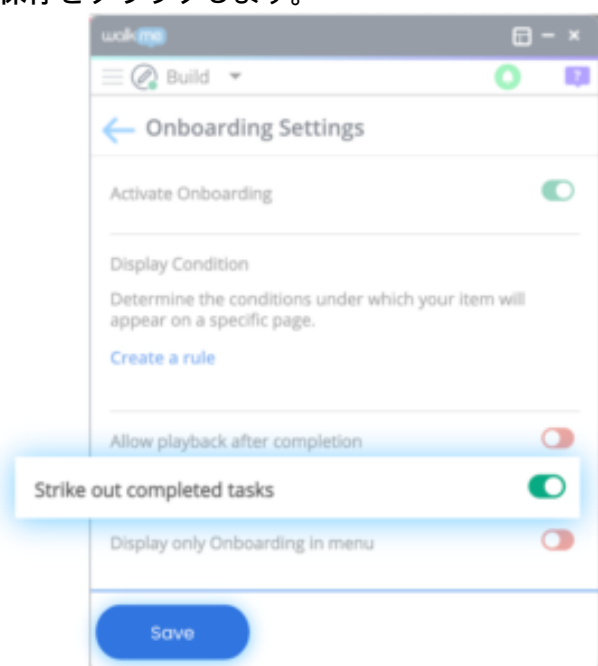 保存をクリックします。
walkme
Build
?
Onboarding Settings
Activate Onboarding
Display Condition
Determine the conditions under which your item will
appear on a specific page.
Create a rule
Allow playback after completion
Strike out completed tasks
Display only Onboarding in menu
Save